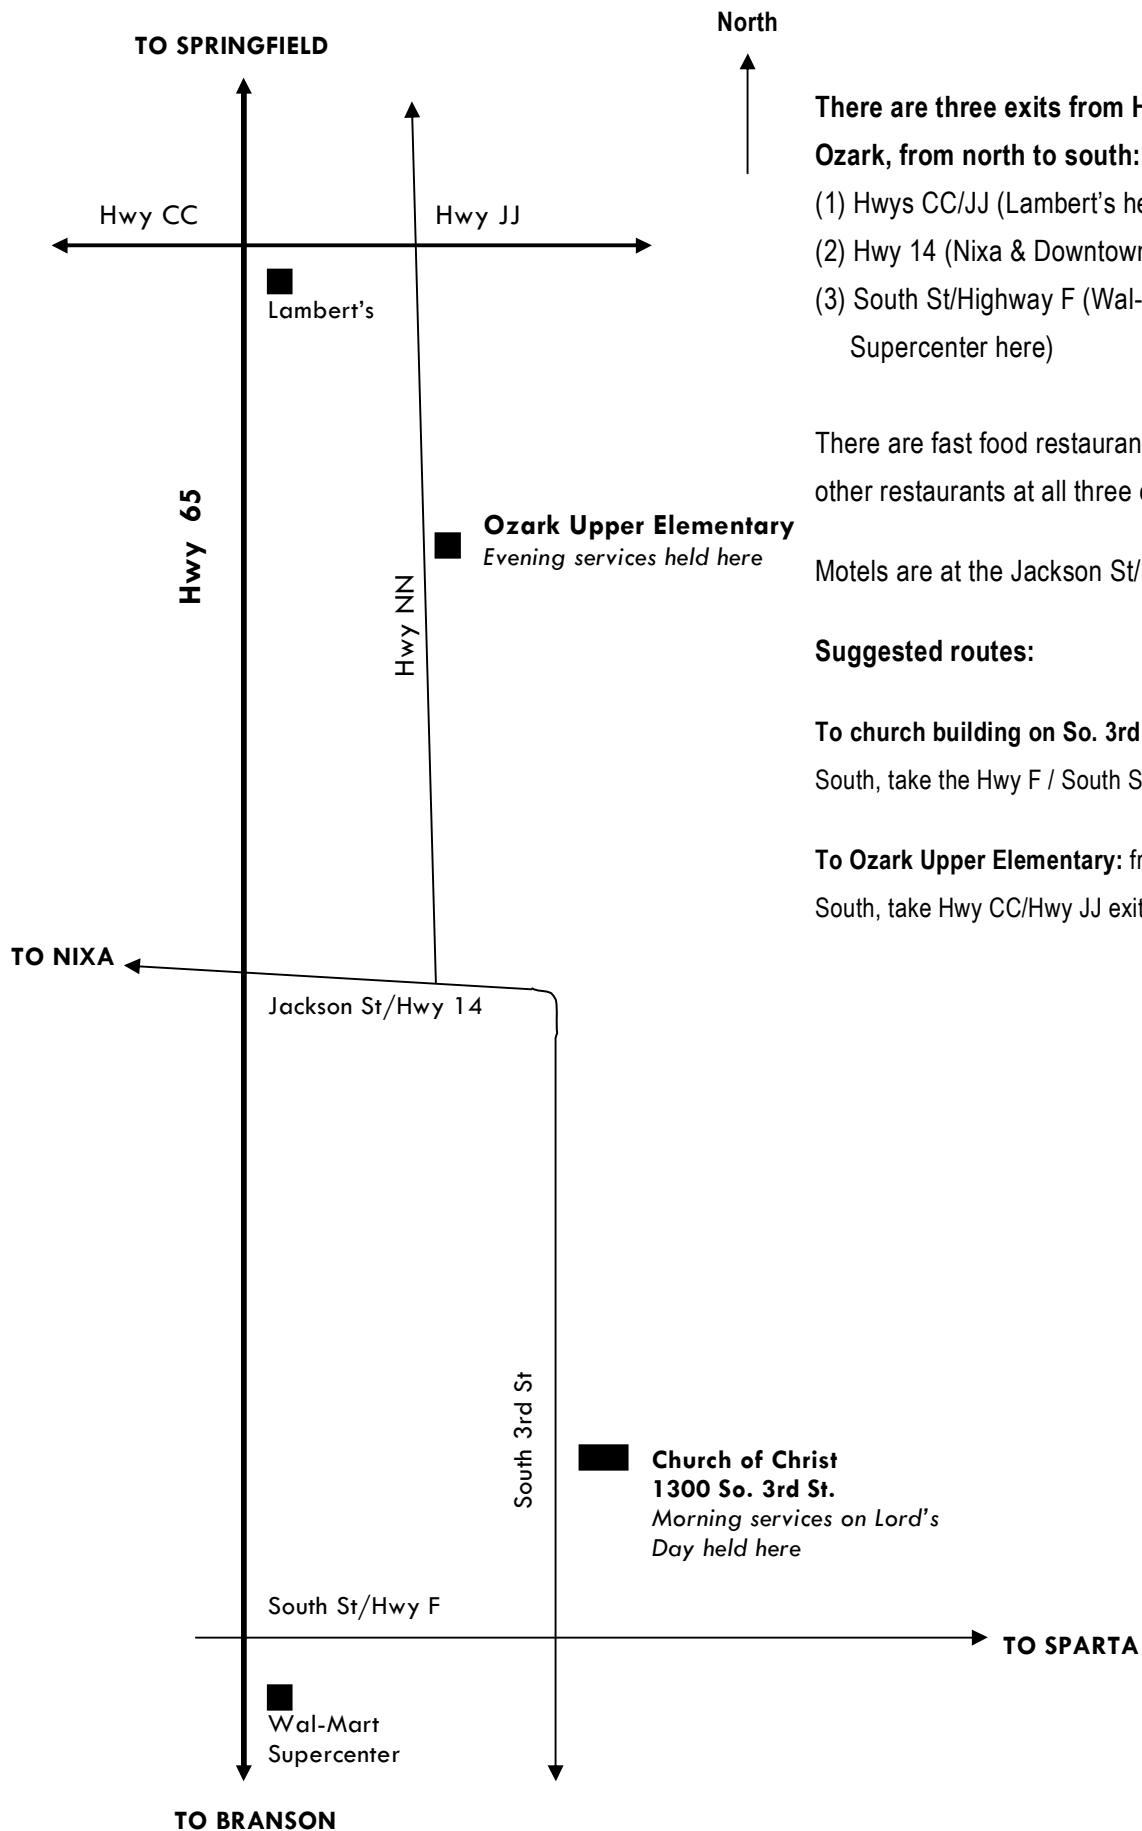 North
TO SPRINGFIELD
Hwy CC
Hwy JJ
Lambert’s
Hwy 65
Ozark Upper Elementary
Evening services held here
Hwy NN
TO NIXA
Jackson St/Hwy 14
South 3rd St
Church of Christ
1300 So. 3rd St.
Morning services on Lord’s
Day held here
South St/Hwy F
TO SPARTA
Wal-Mart
Supercenter
TO BRANSON
There are three exits from
Ozark, from north to south:
(1) Hwys CC/JJ (Lambert’s
(2) Hwy 14 (Nixa & Downtown
(3) South St/Highway F (Wal-
Supercenter here)
There are fast food
other restaurants at all three
Motels are at the Jackson St/
Suggested routes:
To church building on So. 3rd
South, take the Hwy F / South
To Ozark Upper Elementary:
South, take Hwy CC/Hwy JJ exit